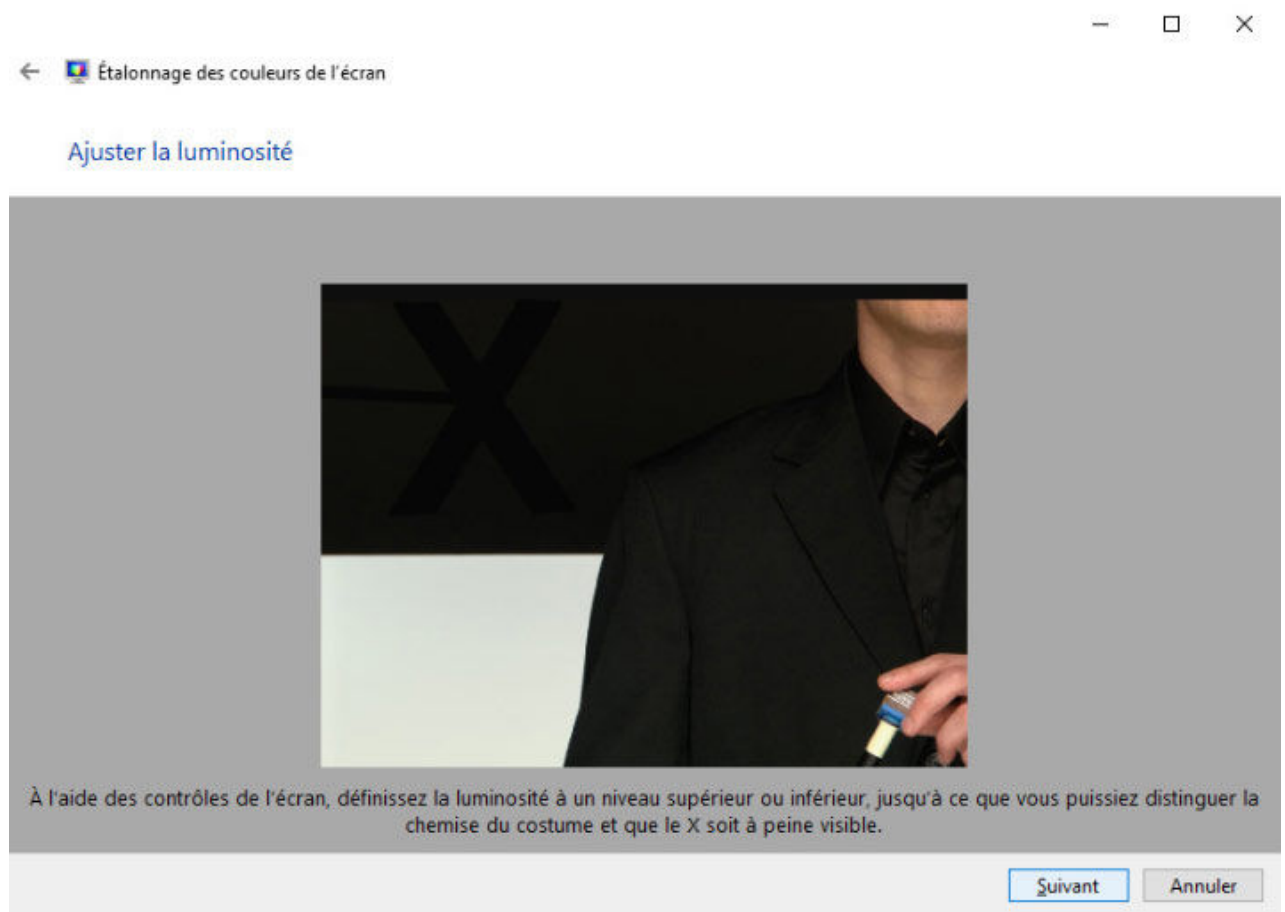 Étalonnage des couleurs de l'écran
Ajuster la luminosité
X
À l'aide des contrôles de l'écran, définissez la luminosité à un niveau supérieur ou inférieur, jusqu'à ce que vous puissiez distinguer la
chemise du costume et que le X soit à peine visible.
Suivant Annuler